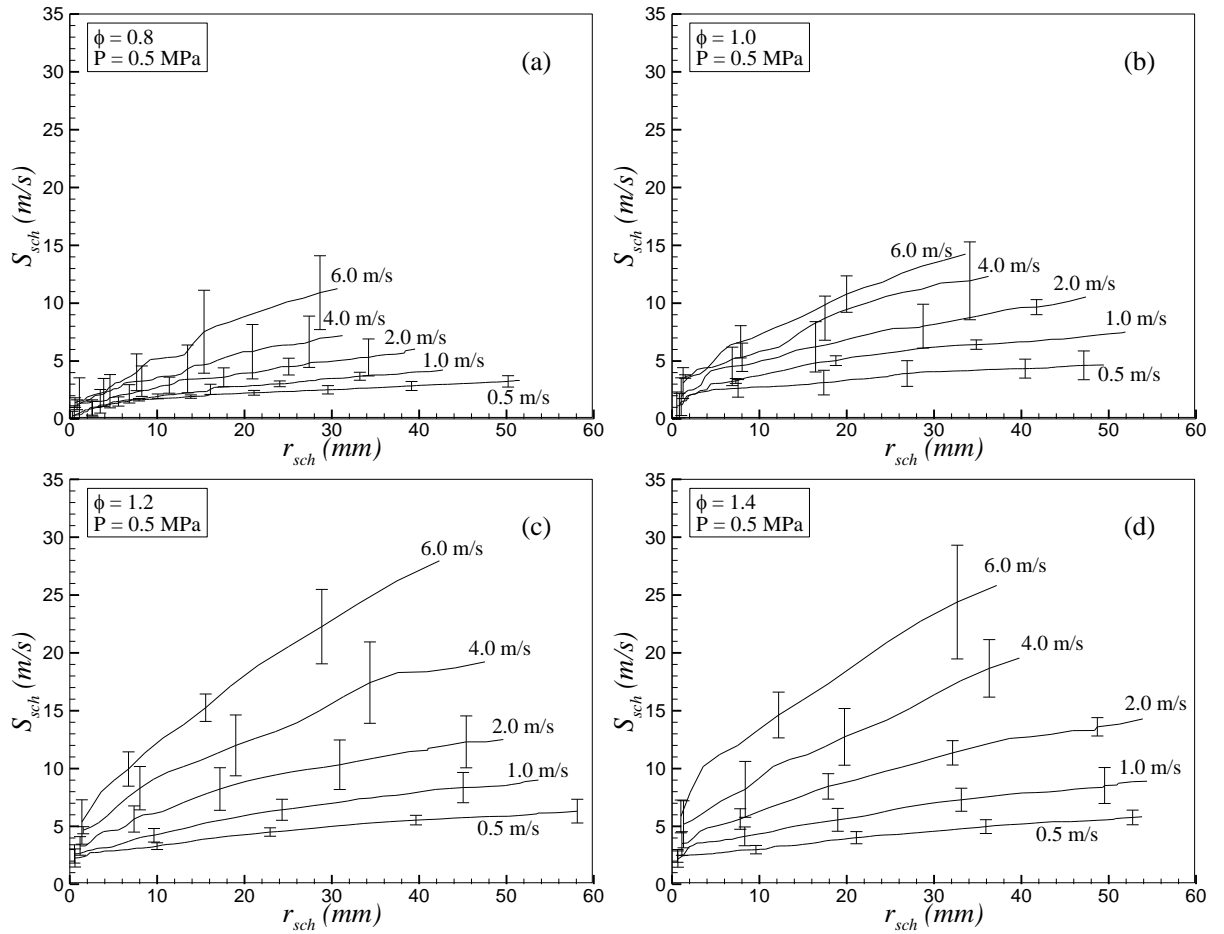 ϕ = 0.8
P = 0.5 MPa
(a)
35
30
25
20
15
10
5
0
S_sch (m/s)
6.0 m/s
4.0 m/s
2.0 m/s
1.0 m/s
0.5 m/s
0 10 20 30 40 50 60
r_sch (mm)
ϕ = 1.0
P = 0.5 MPa
(b)
35
30
25
20
15
10
5
0
S_sch (m/s)
6.0 m/s
4.0 m/s
2.0 m/s
1.0 m/s
0.5 m/s
0 10 20 30 40 50 60
r_sch (mm)
ϕ = 1.2
P = 0.5 MPa
(c)
35
30
25
20
15
10
5
0
S_sch (m/s)
6.0 m/s
4.0 m/s
2.0 m/s
1.0 m/s
0.5 m/s
0 10 20 30 40 50 60
r_sch (mm)
ϕ = 1.4
P = 0.5 MPa
(d)
35
30
25
20
15
10
5
0
S_sch (m/s)
6.0 m/s
4.0 m/s
2.0 m/s
1.0 m/s
0.5 m/s
0 10 20 30 40 50 60
r_sch (mm)